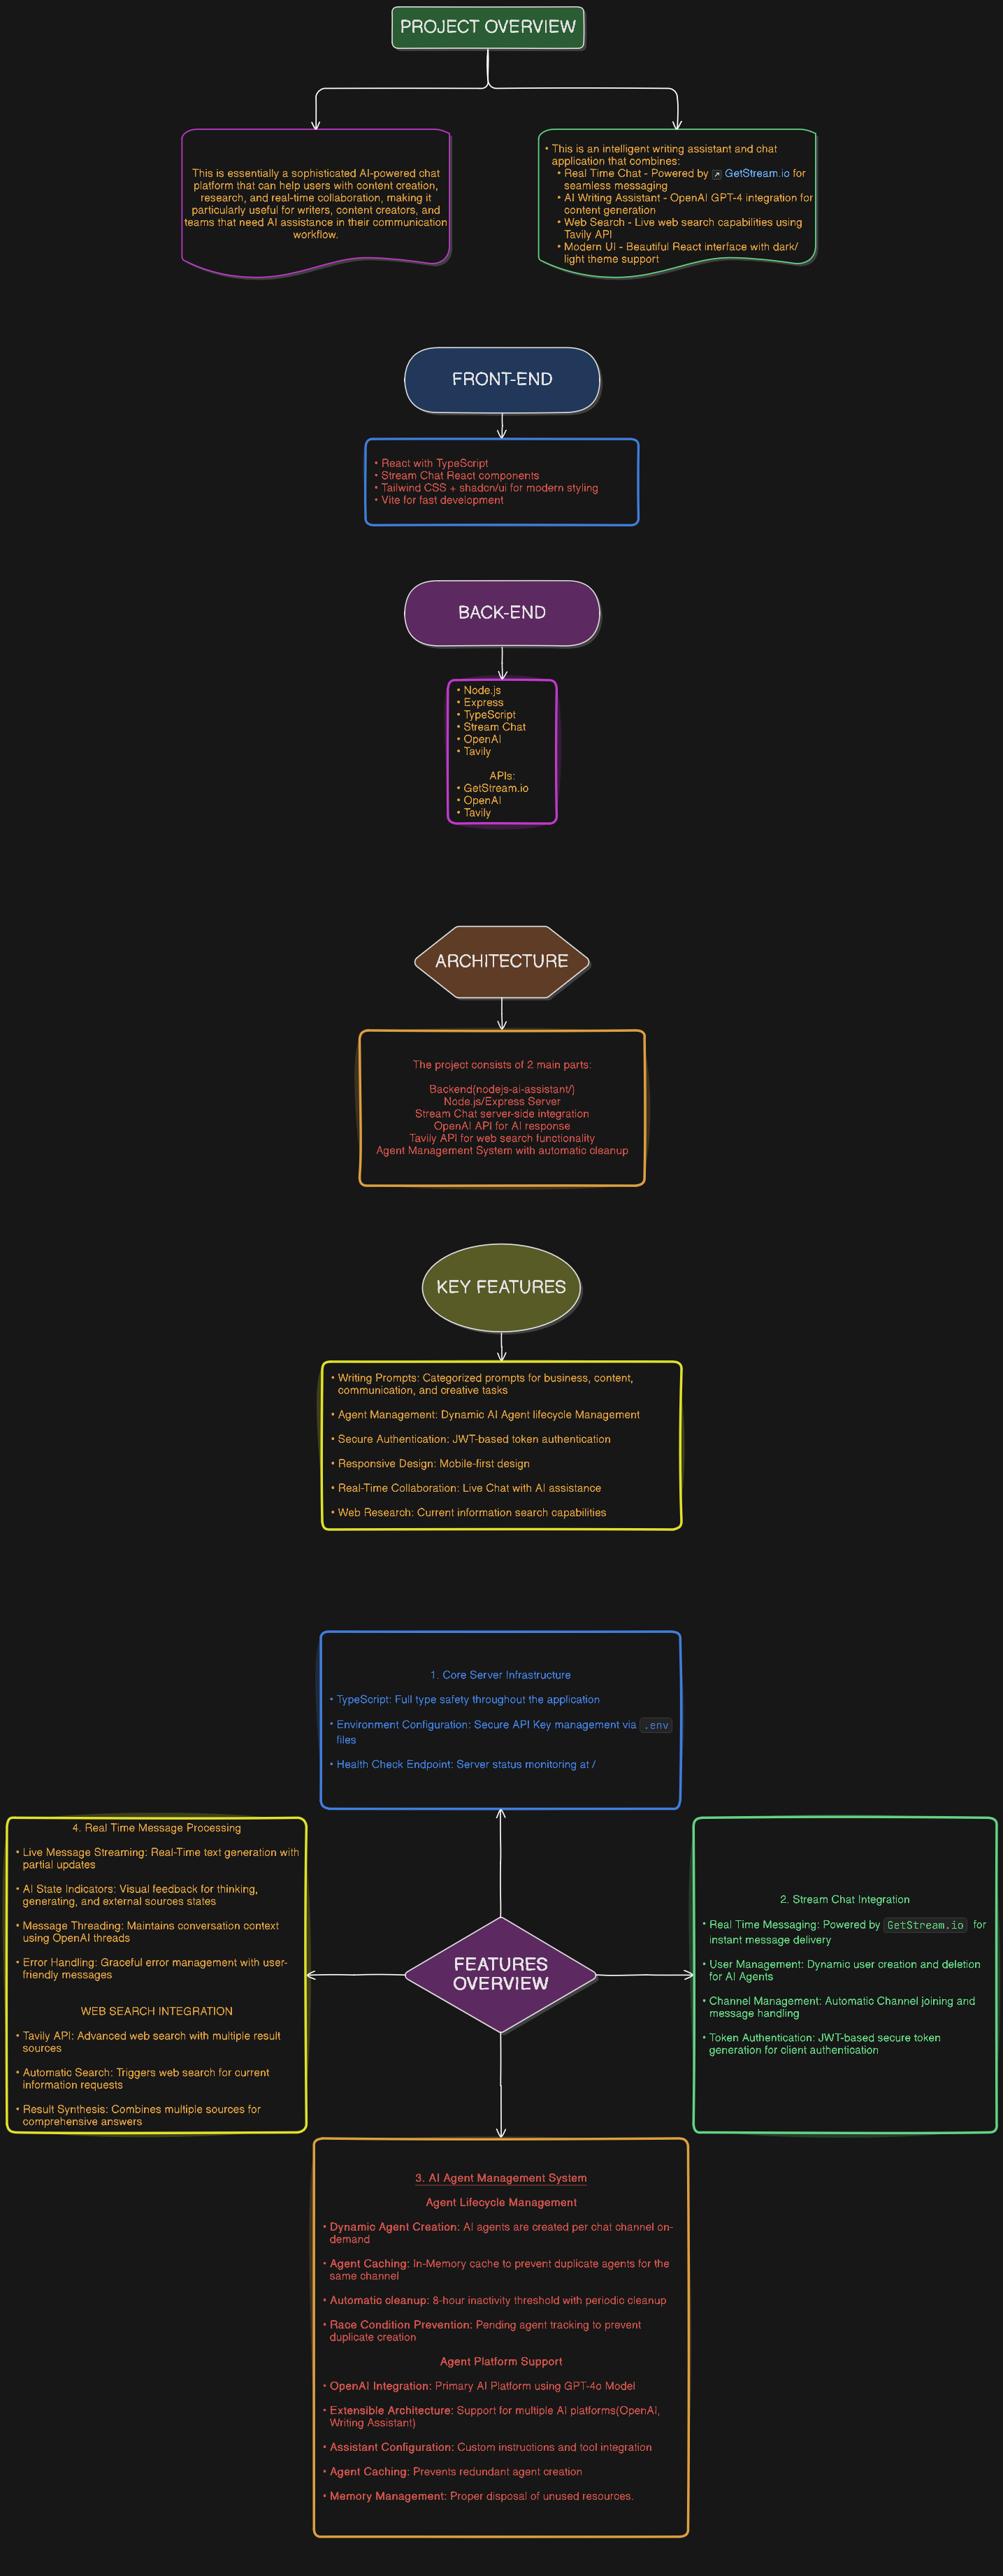 PROJECT OVERVIEW
This is essentially a sophisticated AI-powered chat
platform that can help users with content creation,
research, and real-time collaboration, making it
particularly useful for writers, content creators, and
teams that need AI assistance in their communication
workflow.
• This is an intelligent writing assistant and chat
application that combines:
• Real Time Chat - Powered by GetStream.io for
seamless messaging
• AI Writing Assistant - OpenAI GPT-4 integration for
content generation
• Web Search - Live web search capabilities using
Tavily API
• Modern UI - Beautiful React interface with dark/
light theme support
FRONT-END
• React with TypeScript
• Stream Chat React components
• Tailwind CSS + shadcn/ui for modern styling
• Vite for fast development
BACK-END
• Node.js
• Express
• TypeScript
• Stream Chat
• OpenAI
• Tavily
APIs:
• GetStream.io
• OpenAI
• Tavily
ARCHITECTURE
The project consists of 2 main parts:
Backend(nodejs-ai-assistant/)
Node.js/Express Server
Stream Chat server-side integration
OpenAI API for AI response
Tavily API for web search functionality
Agent Management System with automatic cleanup
KEY FEATURES
• Writing Prompts: Categorized prompts for business, content,
communication, and creative tasks
• Agent Management: Dynamic AI Agent lifecycle Management
• Secure Authentication: JWT-based token authentication
• Responsive Design: Mobile-first design
• Real-Time Collaboration: Live Chat with AI assistance
• Web Research: Current information search capabilities
1. Core Server Infrastructure
• TypeScript: Full type safety throughout the application
• Environment Configuration: Secure API Key management via .env
files
• Health Check Endpoint: Server status monitoring at /
4. Real Time Message Processing
• Live Message Streaming: Real-Time text generation with
partial updates
• AI State Indicators: Visual feedback for thinking,
generating, and external sources states
• Message Threading: Maintains conversation context
using OpenAI threads
• Error Handling: Graceful error management with user-
friendly messages
WEB SEARCH INTEGRATION
• Tavily API: Advanced web search with multiple result
sources
• Automatic Search: Triggers web search for current
information requests
• Result Synthesis: Combines multiple sources for
comprehensive answers
FEATURES
OVERVIEW
2. Stream Chat Integration
• Real Time Messaging: Powered by GetStream.io for
instant message delivery
• User Management: Dynamic user creation and deletion
for AI Agents
• Channel Management: Automatic Channel joining and
message handling
• Token Authentication: JWT-based secure token
generation for client authentication
3. AI Agent Management System
Agent Lifecycle Management
• Dynamic Agent Creation: AI agents are created per chat channel on-
demand
• Agent Caching: In-Memory cache to prevent duplicate agents for the
same channel
• Automatic cleanup: 8-hour inactivity threshold with periodic cleanup
• Race Condition Prevention: Pending agent tracking to prevent
duplicate creation
Agent Platform Support
• OpenAI Integration: Primary AI Platform using GPT-4o Model
• Extensible Architecture: Support for multiple AI platforms(OpenAI,
Writing Assistant)
• Assistant Configuration: Custom instructions and tool integration
• Agent Caching: Prevents redundant agent creation
• Memory Management: Proper disposal of unused resources.